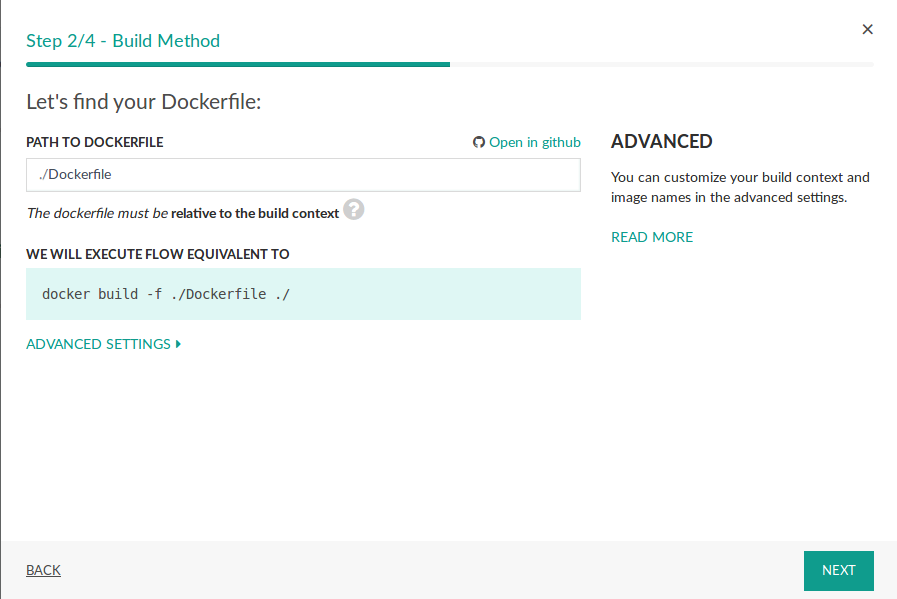 Step 2/4 - Build Method
×
Let's find your Dockerfile:
PATH TO DOCKERFILE
Open in github
./Dockerfile
The dockerfile must be relative to the build context ?
WE WILL EXECUTE FLOW EQUIVALENT TO
docker build -f ./Dockerfile ./
ADVANCED SETTINGS
ADVANCED
You can customize your build context and
image names in the advanced settings.
READ MORE
BACK
NEXT